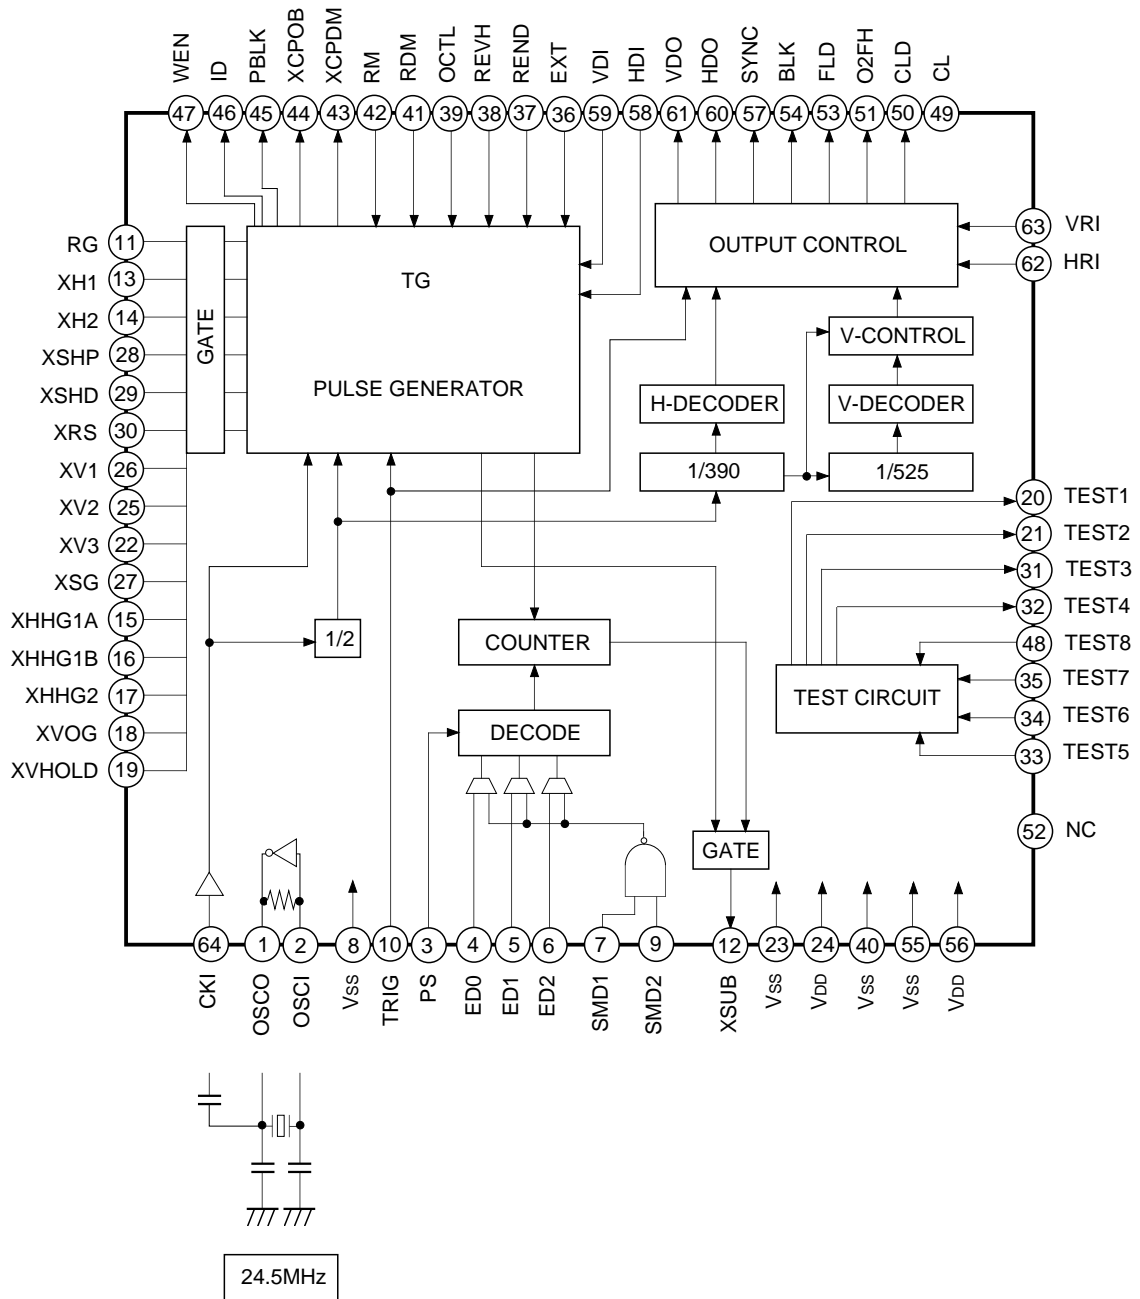 WEN
ID
PBLK
XCPOB
XCPDM
RM
RDM
OCTL
REVH
REND
EXT
VDI
HDI
VDO
HDO
SYNC
BLK
FLD
O2FH
CLD
CL
47
46
45
44
43
42
41
39
38
37
36
59
58
61
60
57
54
53
51
50
49
RG 11
XH1 13
XH2 14
XSHP 28
XSHD 29
XRS 30
XV1 26
XV2 25
XV3 22
XSG 27
XHHG1A 15
XHHG1B 16
XHHG2 17
XVOG 18
XVHOLD 19
GATE
TG
PULSE GENERATOR
OUTPUT CONTROL
63 VRI
62 HRI
V-CONTROL
H-DECODER
V-DECODER
1/390
1/525
20 TEST1
21 TEST2
31 TEST3
32 TEST4
48 TEST8
35 TEST7
34 TEST6
33 TEST5
1/2
COUNTER
TEST CIRCUIT
DECODE
52 NC
GATE
64
1
2
8
10
3
4
5
6
7
9
12
23
24
40
55
56
CKI
OSCO
OSCI
VSS
TRIG
PS
ED0
ED1
ED2
SMD1
SMD2
XSUB
VSS
VDD
VSS
VSS
VDD
24.5MHz